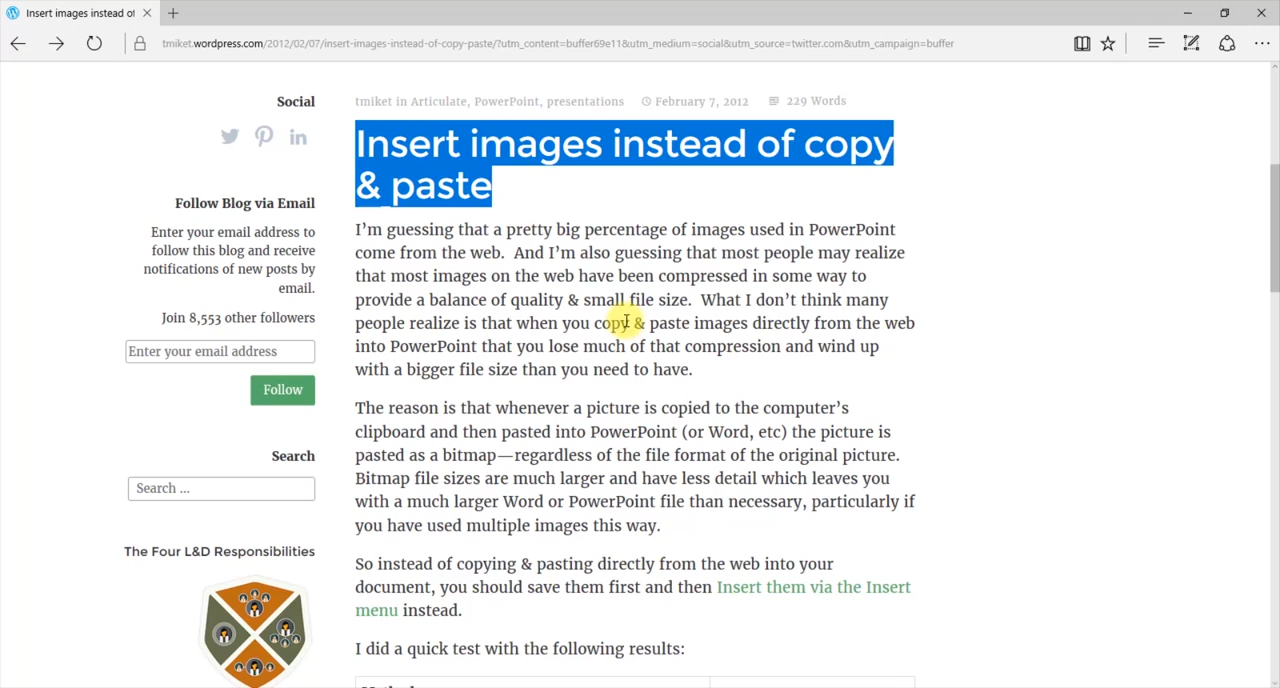 Insert images instead of
tmiket.wordpress.com/2012/02/07/insert-images-instead-of-copy-paste/?utm_content=buffer69e11&utm_medium=social&utm_source=twitter.com&utm_campaign=buffer
Social
Follow Blog via Email
Enter your email address to
follow this blog and receive
notifications of new posts by
email.
Join 8,553 other followers
Enter your email address
Follow
Search
Search ...
The Four L&D Responsibilities
tmiket in Articulate, PowerPoint, presentations
February 7, 2012
229 Words
Insert images instead of copy
& paste
I’m guessing that a pretty big percentage of images used in PowerPoint
come from the web.  And I’m also guessing that most people may realize
that most images on the web have been compressed in some way to
provide a balance of quality & small file size.  What I don’t think many
people realize is that when you copy & paste images directly from the web
into PowerPoint that you lose much of that compression and wind up
with a bigger file size than you need to have.
The reason is that whenever a picture is copied to the computer’s
clipboard and then pasted into PowerPoint (or Word, etc) the picture is
pasted as a bitmap—regardless of the file format of the original picture.
Bitmap file sizes are much larger and have less detail which leaves you
with a much larger Word or PowerPoint file than necessary, particularly if
you have used multiple images this way.
So instead of copying & pasting directly from the web into your
document, you should save them first and then Insert them via the Insert
menu instead.
I did a quick test with the following results: